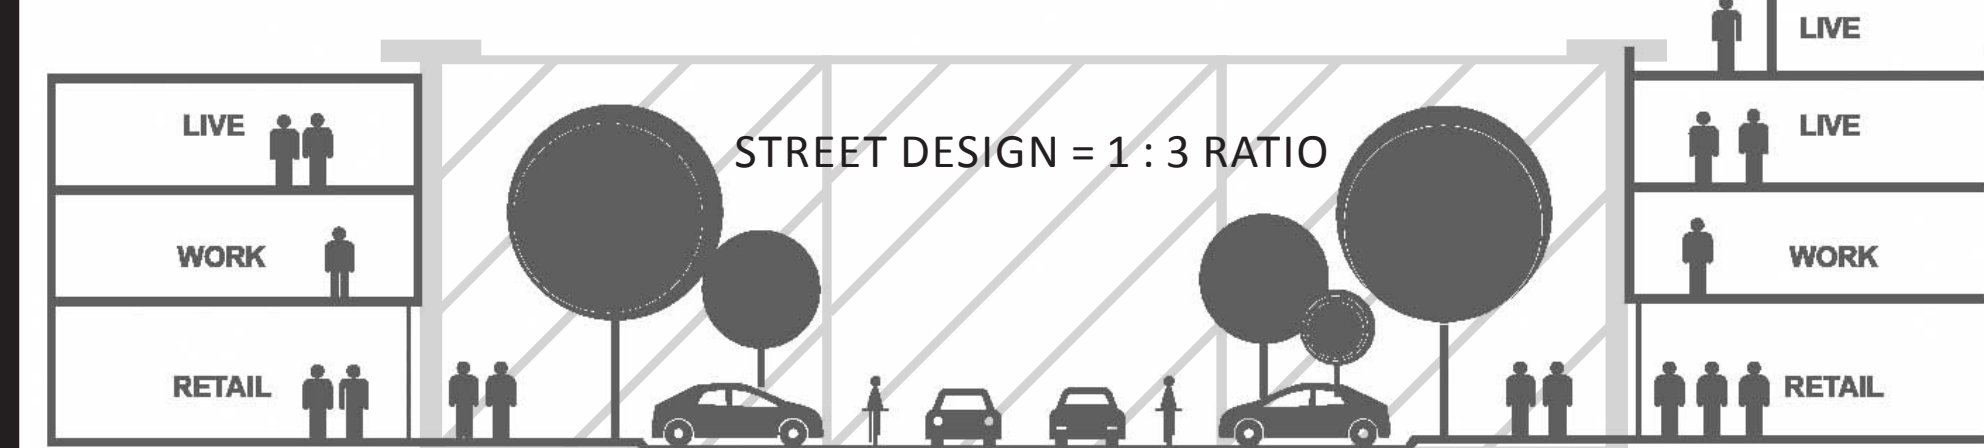 LIVE
WORK
RETAIL
STREET DESIGN = 1 : 3 RATIO
LIVE
LIVE
WORK
RETAIL